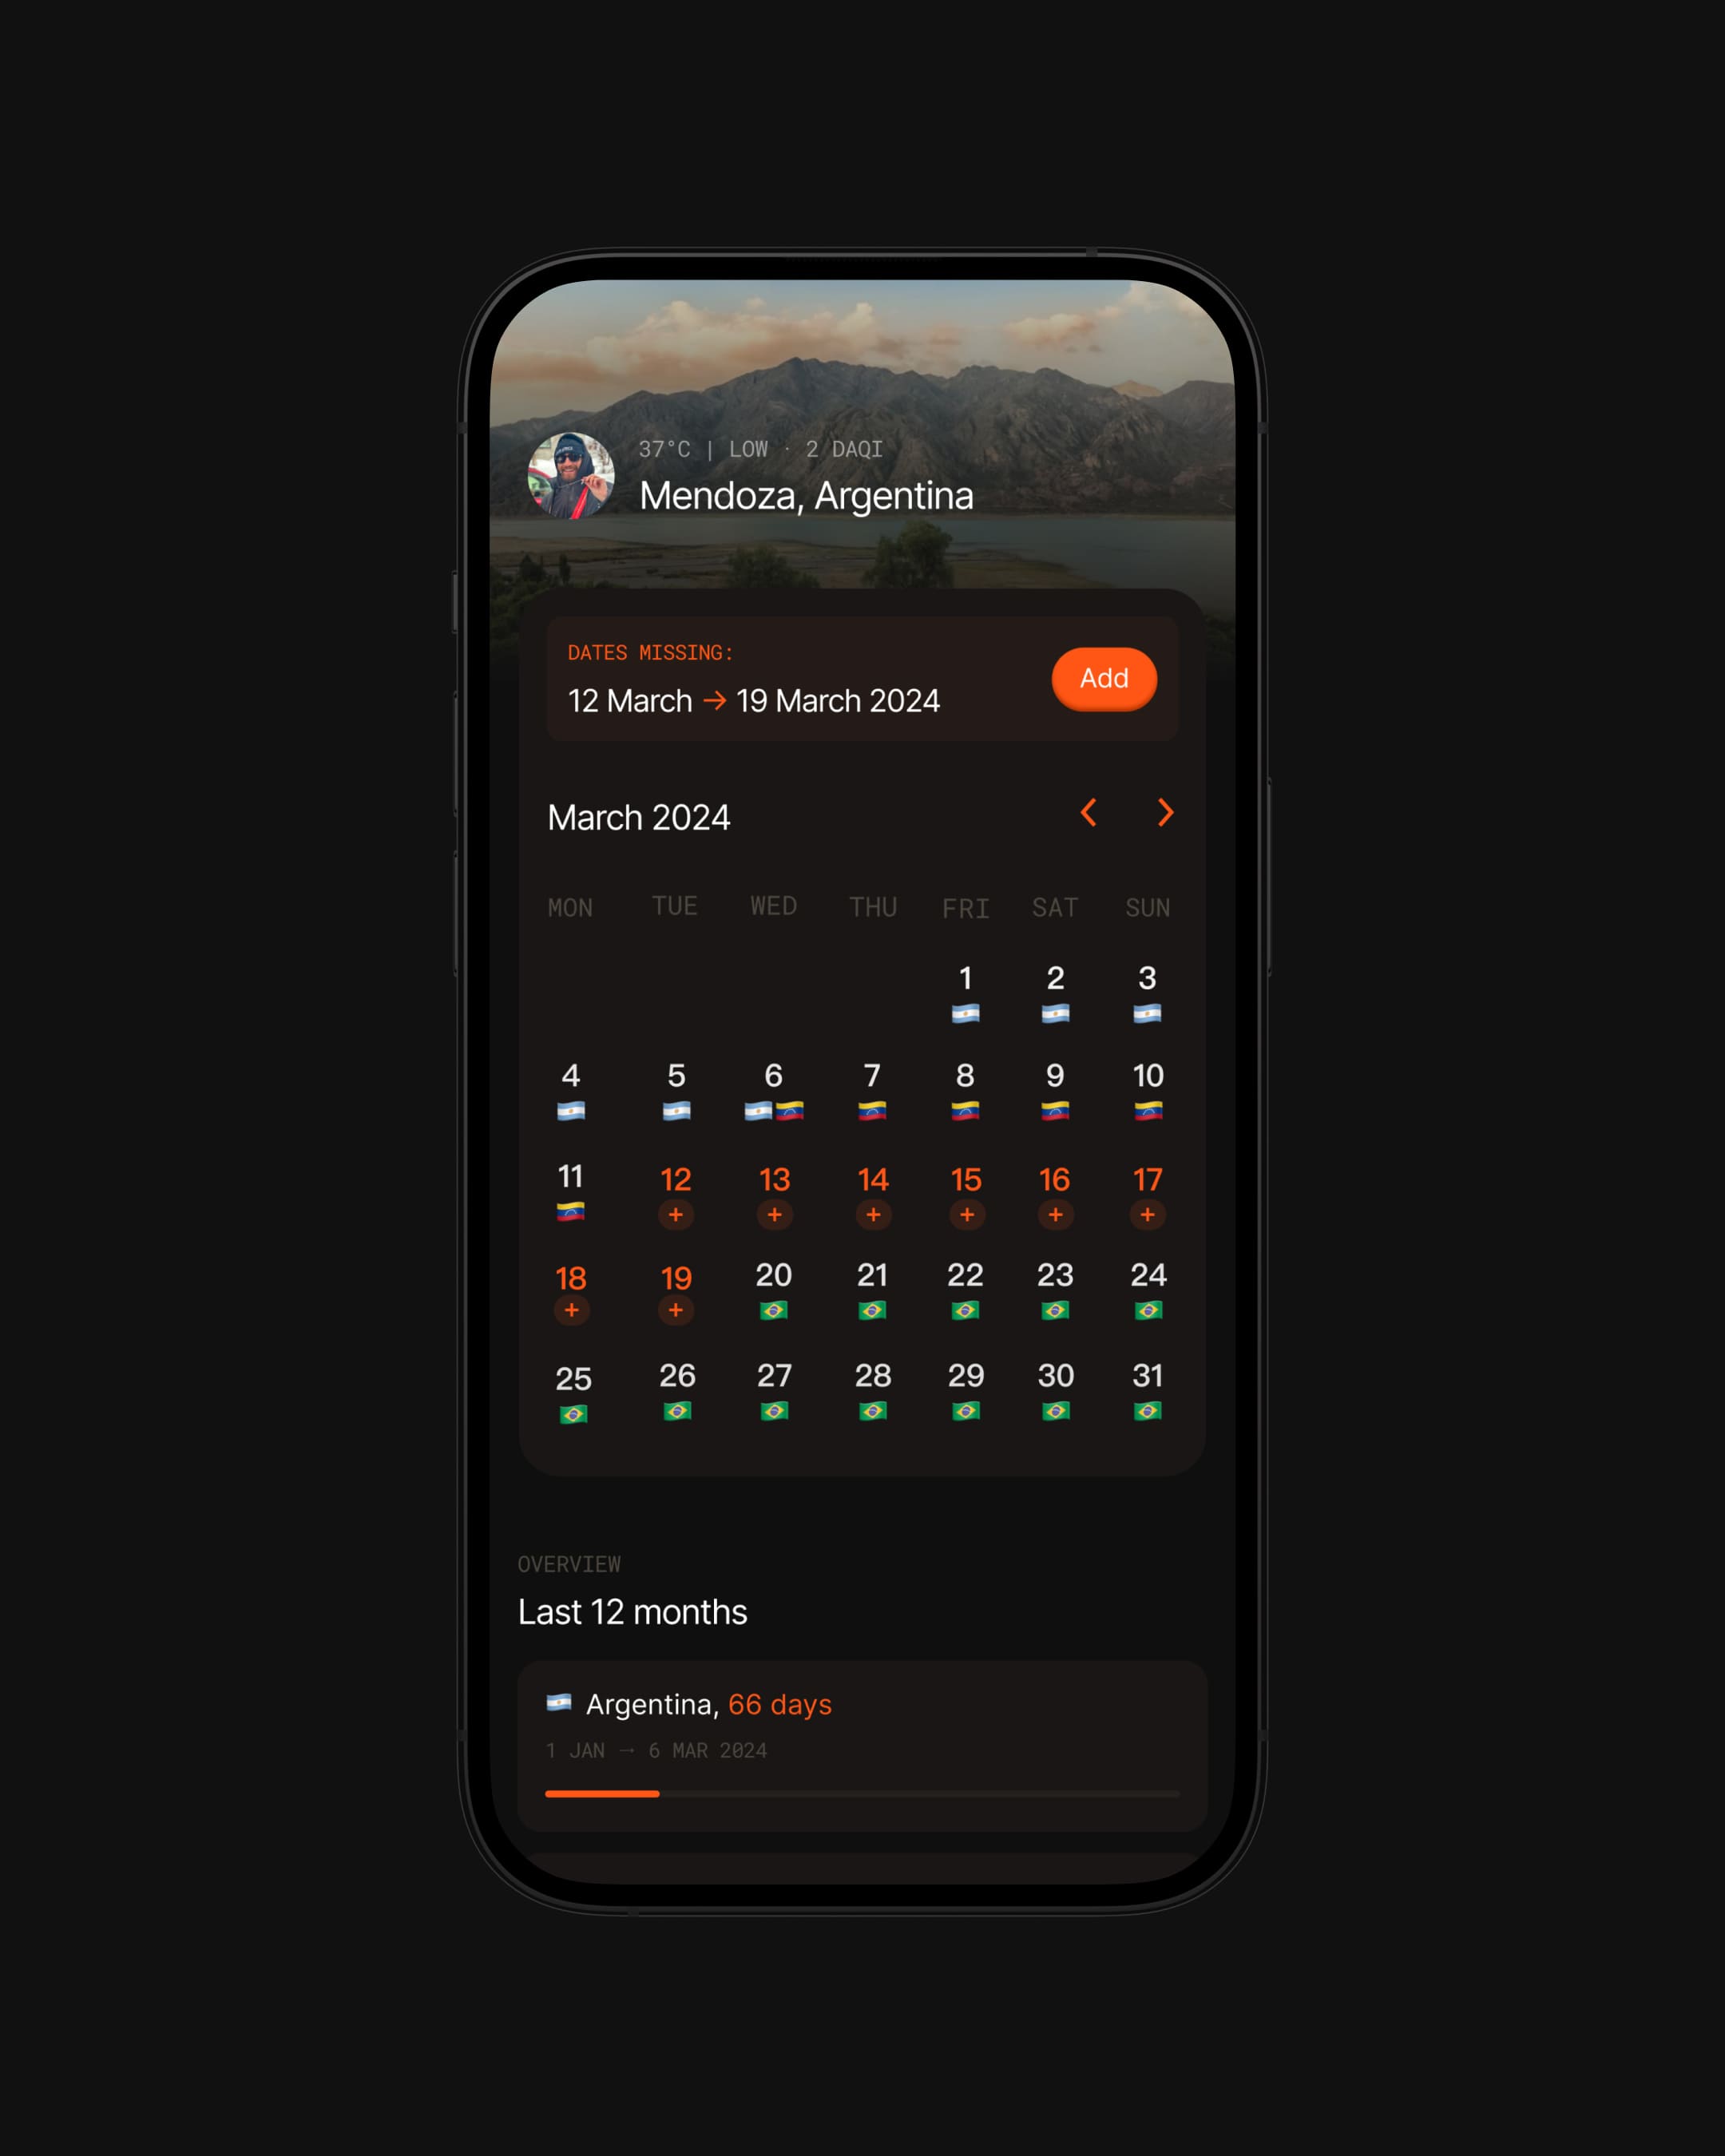 37°C | LOW · 2 DAQI
Mendoza, Argentina
DATES MISSING:
12 March → 19 March 2024
Add
March 2024
MON TUE WED THU FRI SAT SUN
1 2 3
4 5 6 7 8 9 10
11 12 13 14 15 16 17
+ + + + + +
18 19 20 21 22 23 24
+ +
25 26 27 28 29 30 31
OVERVIEW
Last 12 months
Argentina, 66 days
1 JAN → 6 MAR 2024